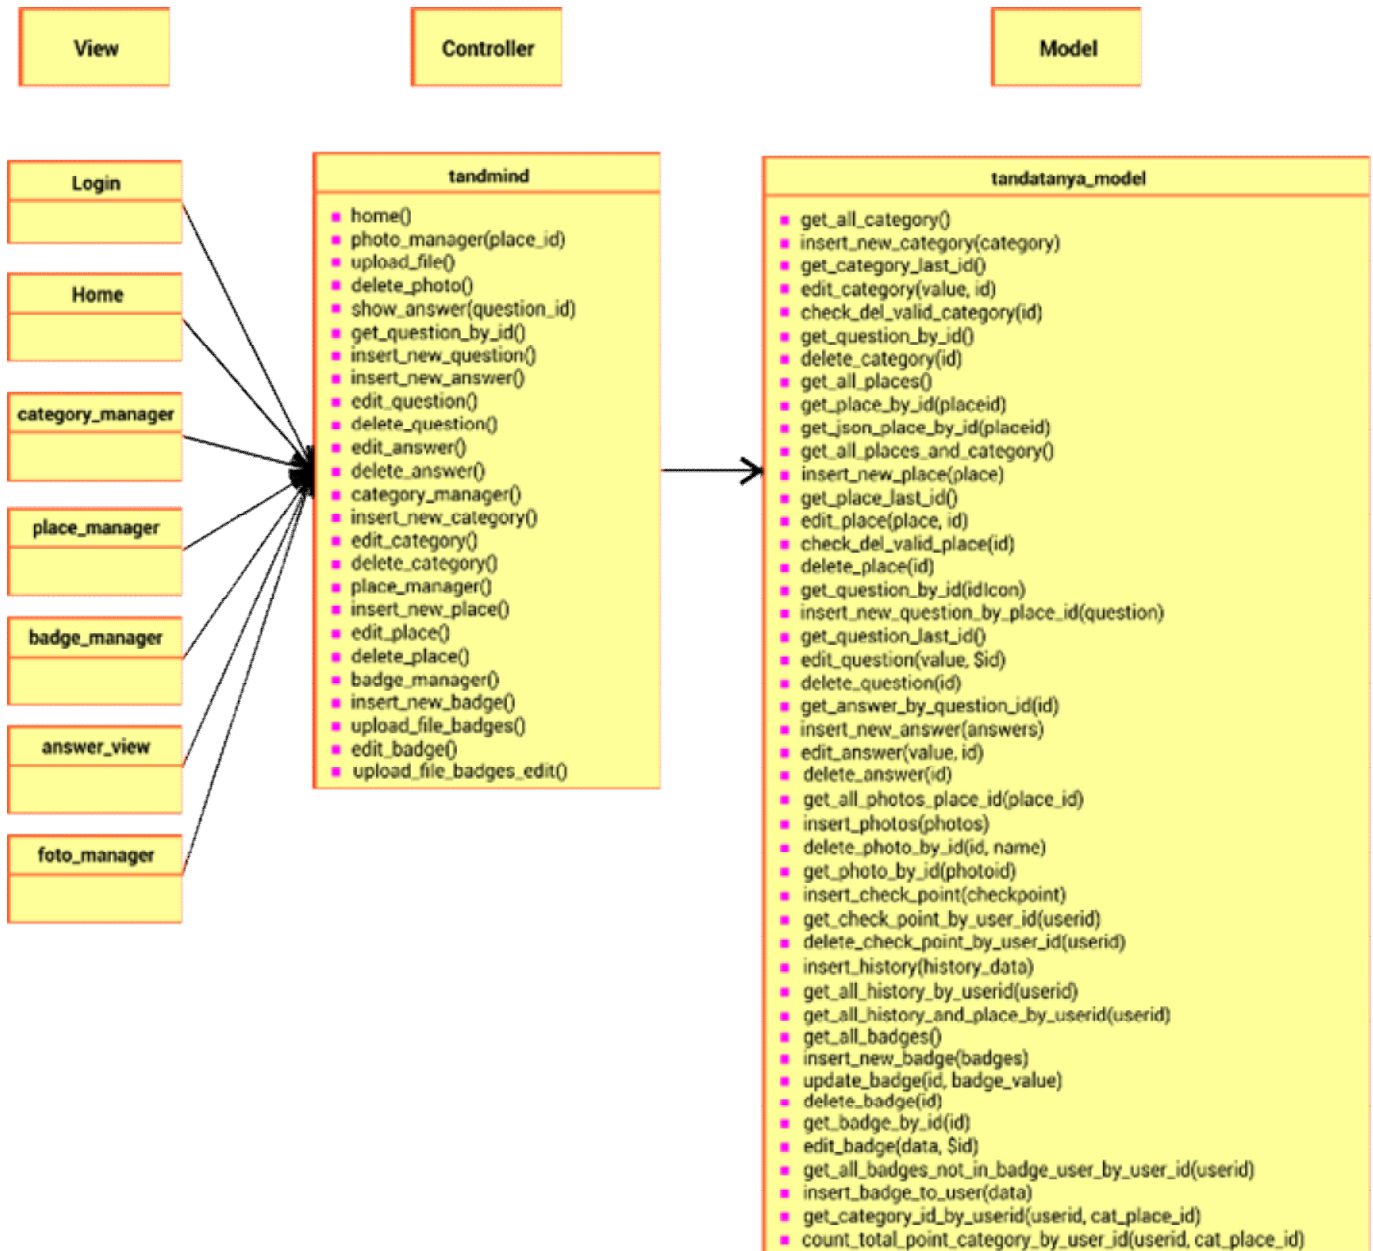 View
Controller
Model
Login
Home
category_manager
place_manager
badge_manager
answer_view
foto_manager
tandmind
home()
photo_manager(place_id)
upload_file()
delete_photo()
show_answer(question_id)
get_question_by_id()
insert_new_question()
insert_new_answer()
edit_question()
delete_question()
edit_answer()
delete_answer()
category_manager()
insert_new_category()
edit_category()
delete_category()
place_manager()
insert_new_place()
edit_place()
delete_place()
badge_manager()
insert_new_badge()
upload_file_badges()
edit_badge()
upload_file_badges_edit()
tandatanya_model
get_all_category()
insert_new_category(category)
get_category_last_id()
edit_category(value, id)
check_del_valid_category(id)
get_question_by_id()
delete_category(id)
get_all_places()
get_place_by_id(placeid)
get_json_place_by_id(placeid)
get_all_places_and_category()
insert_new_place(place)
get_place_last_id()
edit_place(place, id)
check_del_valid_place(id)
delete_place(id)
get_question_by_id(idIcon)
insert_new_question_by_place_id(question)
get_question_last_id()
edit_question(value, $id)
delete_question(id)
get_answer_by_question_id(id)
insert_new_answer(answers)
edit_answer(value, id)
delete_answer(id)
get_all_photos_place_id(place_id)
insert_photos(photos)
delete_photo_by_id(id, name)
get_photo_by_id(photoid)
insert_check_point(checkpoint)
get_check_point_by_user_id(userid)
delete_check_point_by_user_id(userid)
insert_history(history_data)
get_all_history_by_userid(userid)
get_all_history_and_place_by_userid(userid)
get_all_badges()
insert_new_badge(badges)
update_badge(id, badge_value)
delete_badge(id)
get_badge_by_id(id)
edit_badge(data, $id)
get_all_badges_not_in_badge_user_by_user_id(userid)
insert_badge_to_user(data)
get_category_id_by_userid(userid, cat_place_id)
count_total_point_category_by_user_id(userid, cat_place_id)